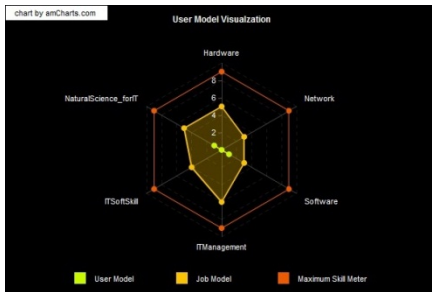 chart by amCharts.com
User Model Visualzation
Hardware
8
NaturalScience_forIT
Network
6
4
2
ITSoftSkill
Software
ITManagement
User Model
Job Model
Maximum Skill Meter